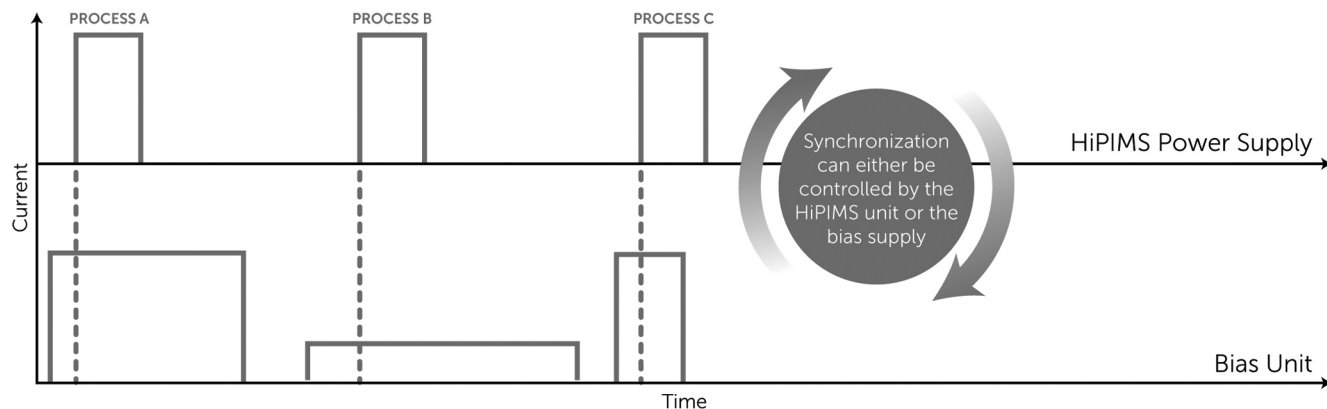 PROCESS A
PROCESS B
PROCESS C
Synchronization
can either be
controlled by the
HiPIMS unit or the
bias supply
HiPIMS Power Supply
Current
Bias Unit
Time